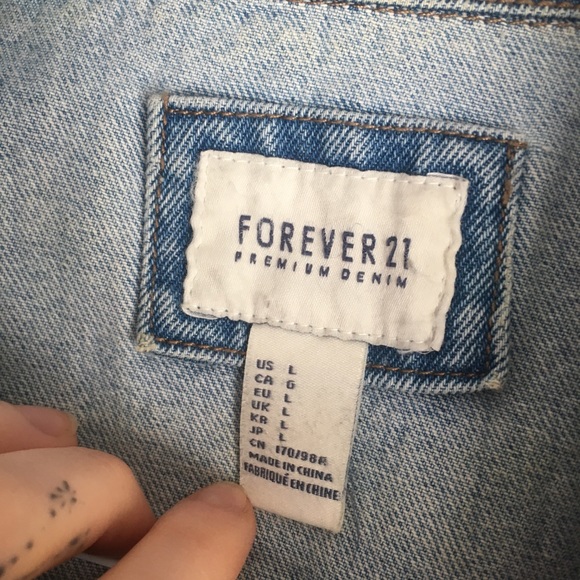 FOREVER 21
PREMIUM DENIM
US L
CA G
EU L
UK L
KR L
JP L
CN 170/98A
MADE IN CHINA
FABRIQUÉ EN CHINE